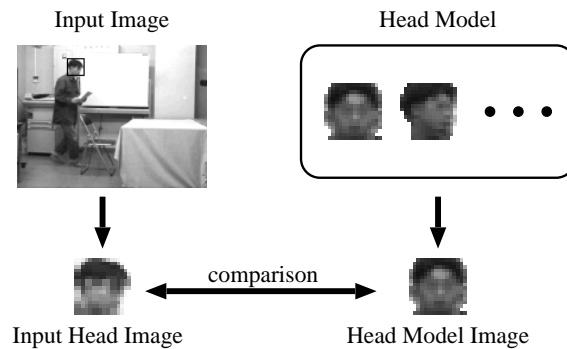 Input Image
Head Model
comparison
Input Head Image
Head Model Image